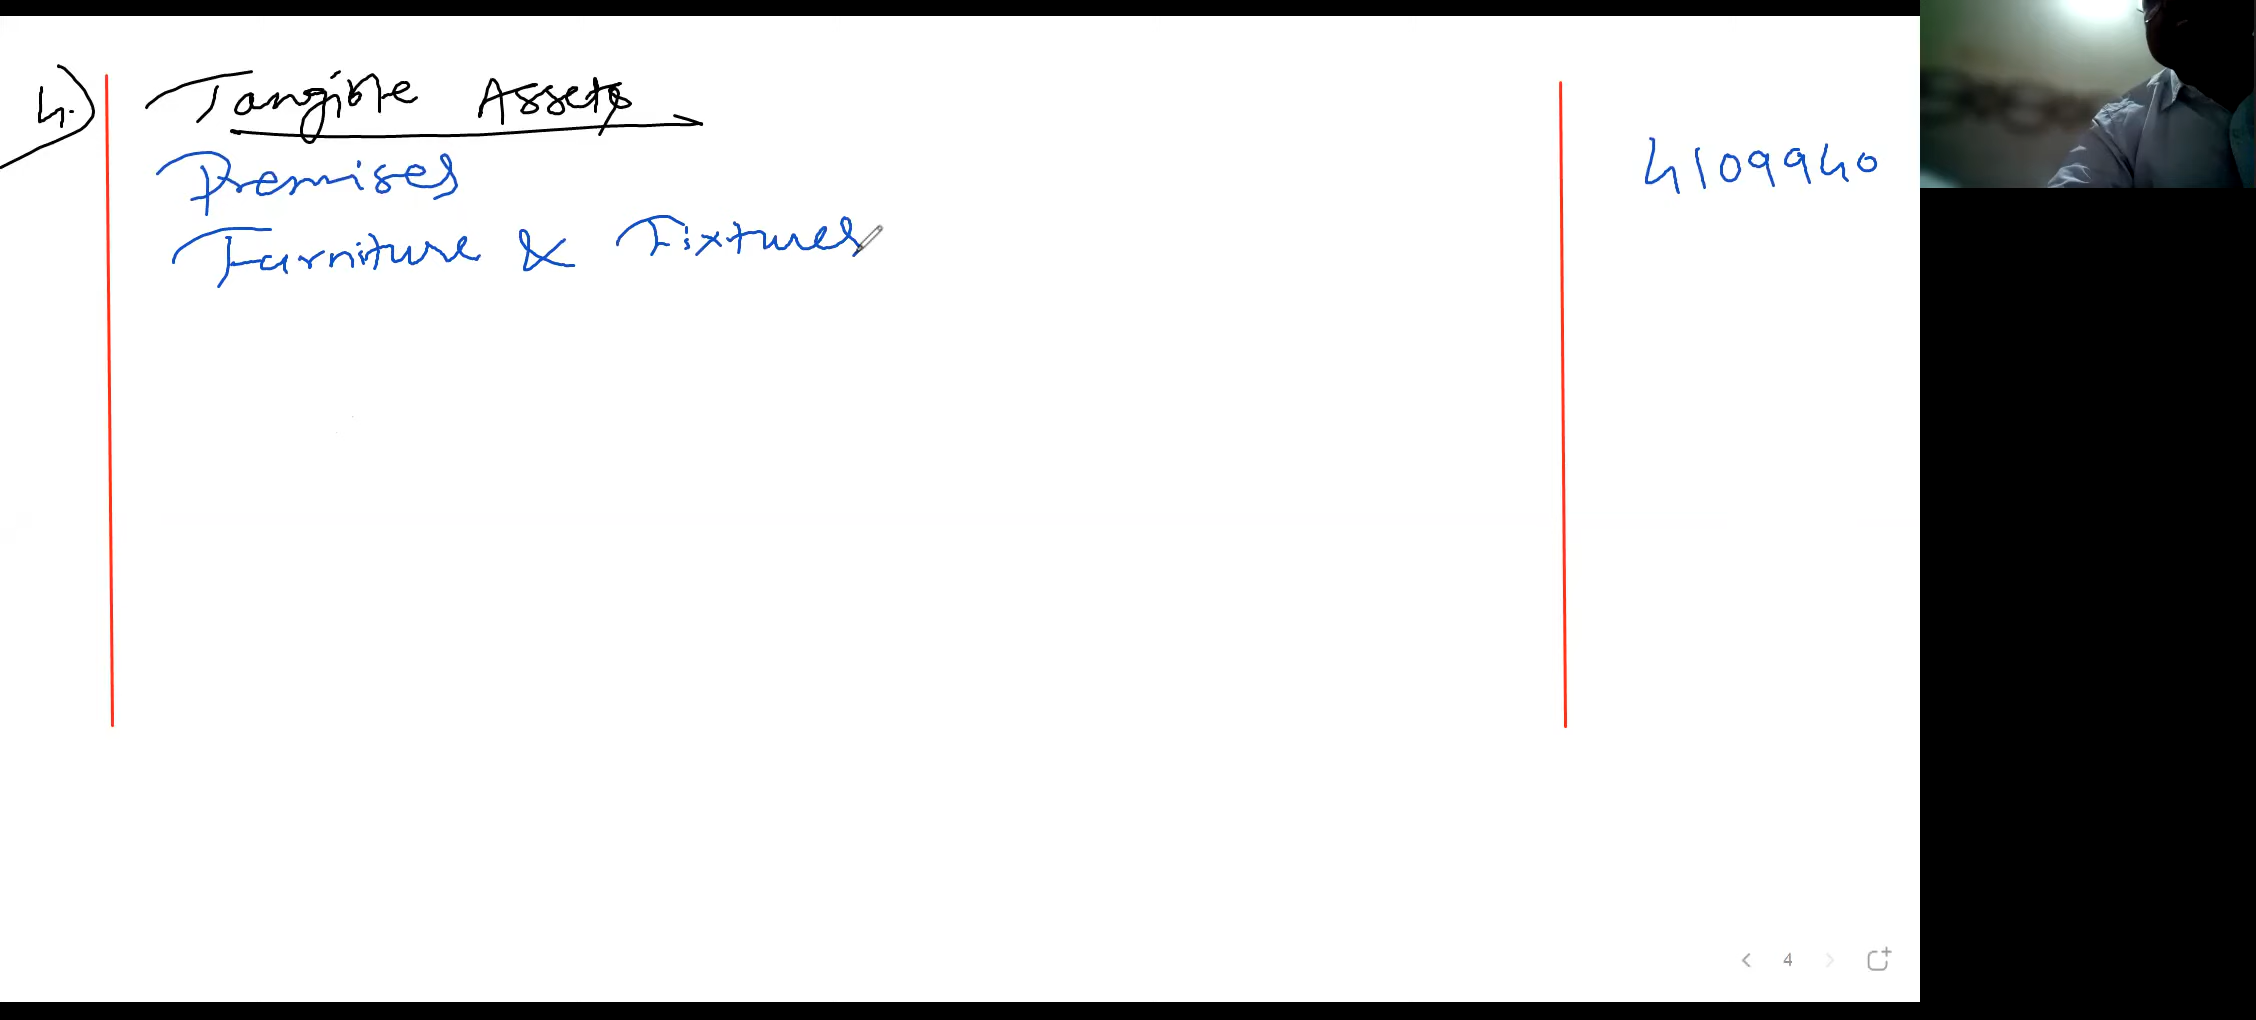 4.) Tangible Assets
Premises 4109940
Furniture & Fixtures
4